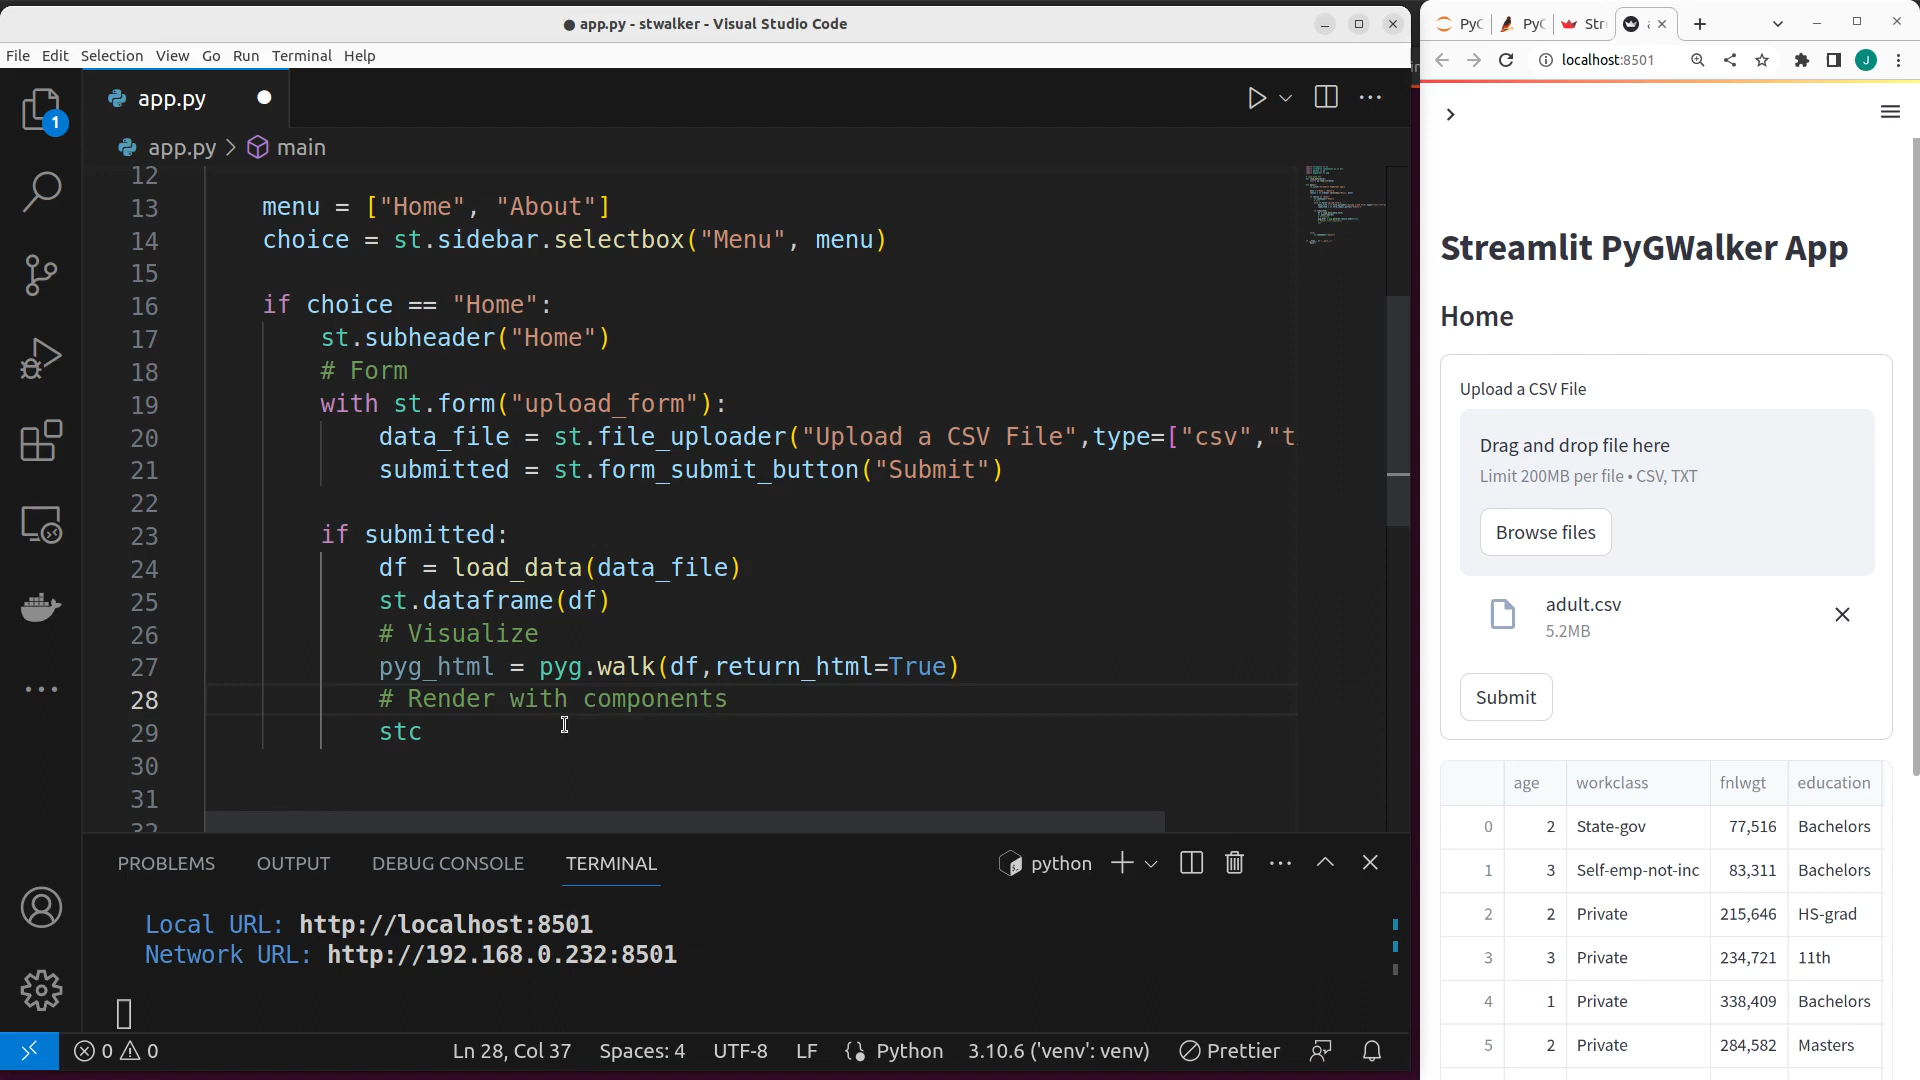 app.py - stwalker - Visual Studio Code
File Edit Selection View Go Run Terminal Help
1
app.py
app.py > main
12
13 menu = ["Home", "About"]
14 choice = st.sidebar.selectbox("Menu", menu)
15
16 if choice == "Home":
17 st.subheader("Home")
18 # Form
19 with st.form("upload_form"):
20 data_file = st.file_uploader("Upload a CSV File",type=["csv","t
21 submitted = st.form_submit_button("Submit")
22
23 if submitted:
24 df = load_data(data_file)
25 st.dataframe(df)
26 # Visualize
27 pyg_html = pyg.walk(df,return_html=True)
28 # Render with components
29 stc
30
31
32
PROBLEMS OUTPUT DEBUG CONSOLE TERMINAL
python
Local URL: http://localhost:8501
Network URL: http://192.168.0.232:8501
0 0
Ln 28, Col 37 Spaces: 4 UTF-8 LF Python 3.10.6 ('venv': venv) Prettier
PyG PyG Str
localhost:8501
J
Streamlit PyGWalker App
Home
Upload a CSV File
Drag and drop file here
Limit 200MB per file • CSV, TXT
Browse files
adult.csv
5.2MB
Submit
age workclass fnlwgt education
0 2 State-gov 77,516 Bachelors
1 3 Self-emp-not-inc 83,311 Bachelors
2 2 Private 215,646 HS-grad
3 3 Private 234,721 11th
4 1 Private 338,409 Bachelors
5 2 Private 284,582 Masters